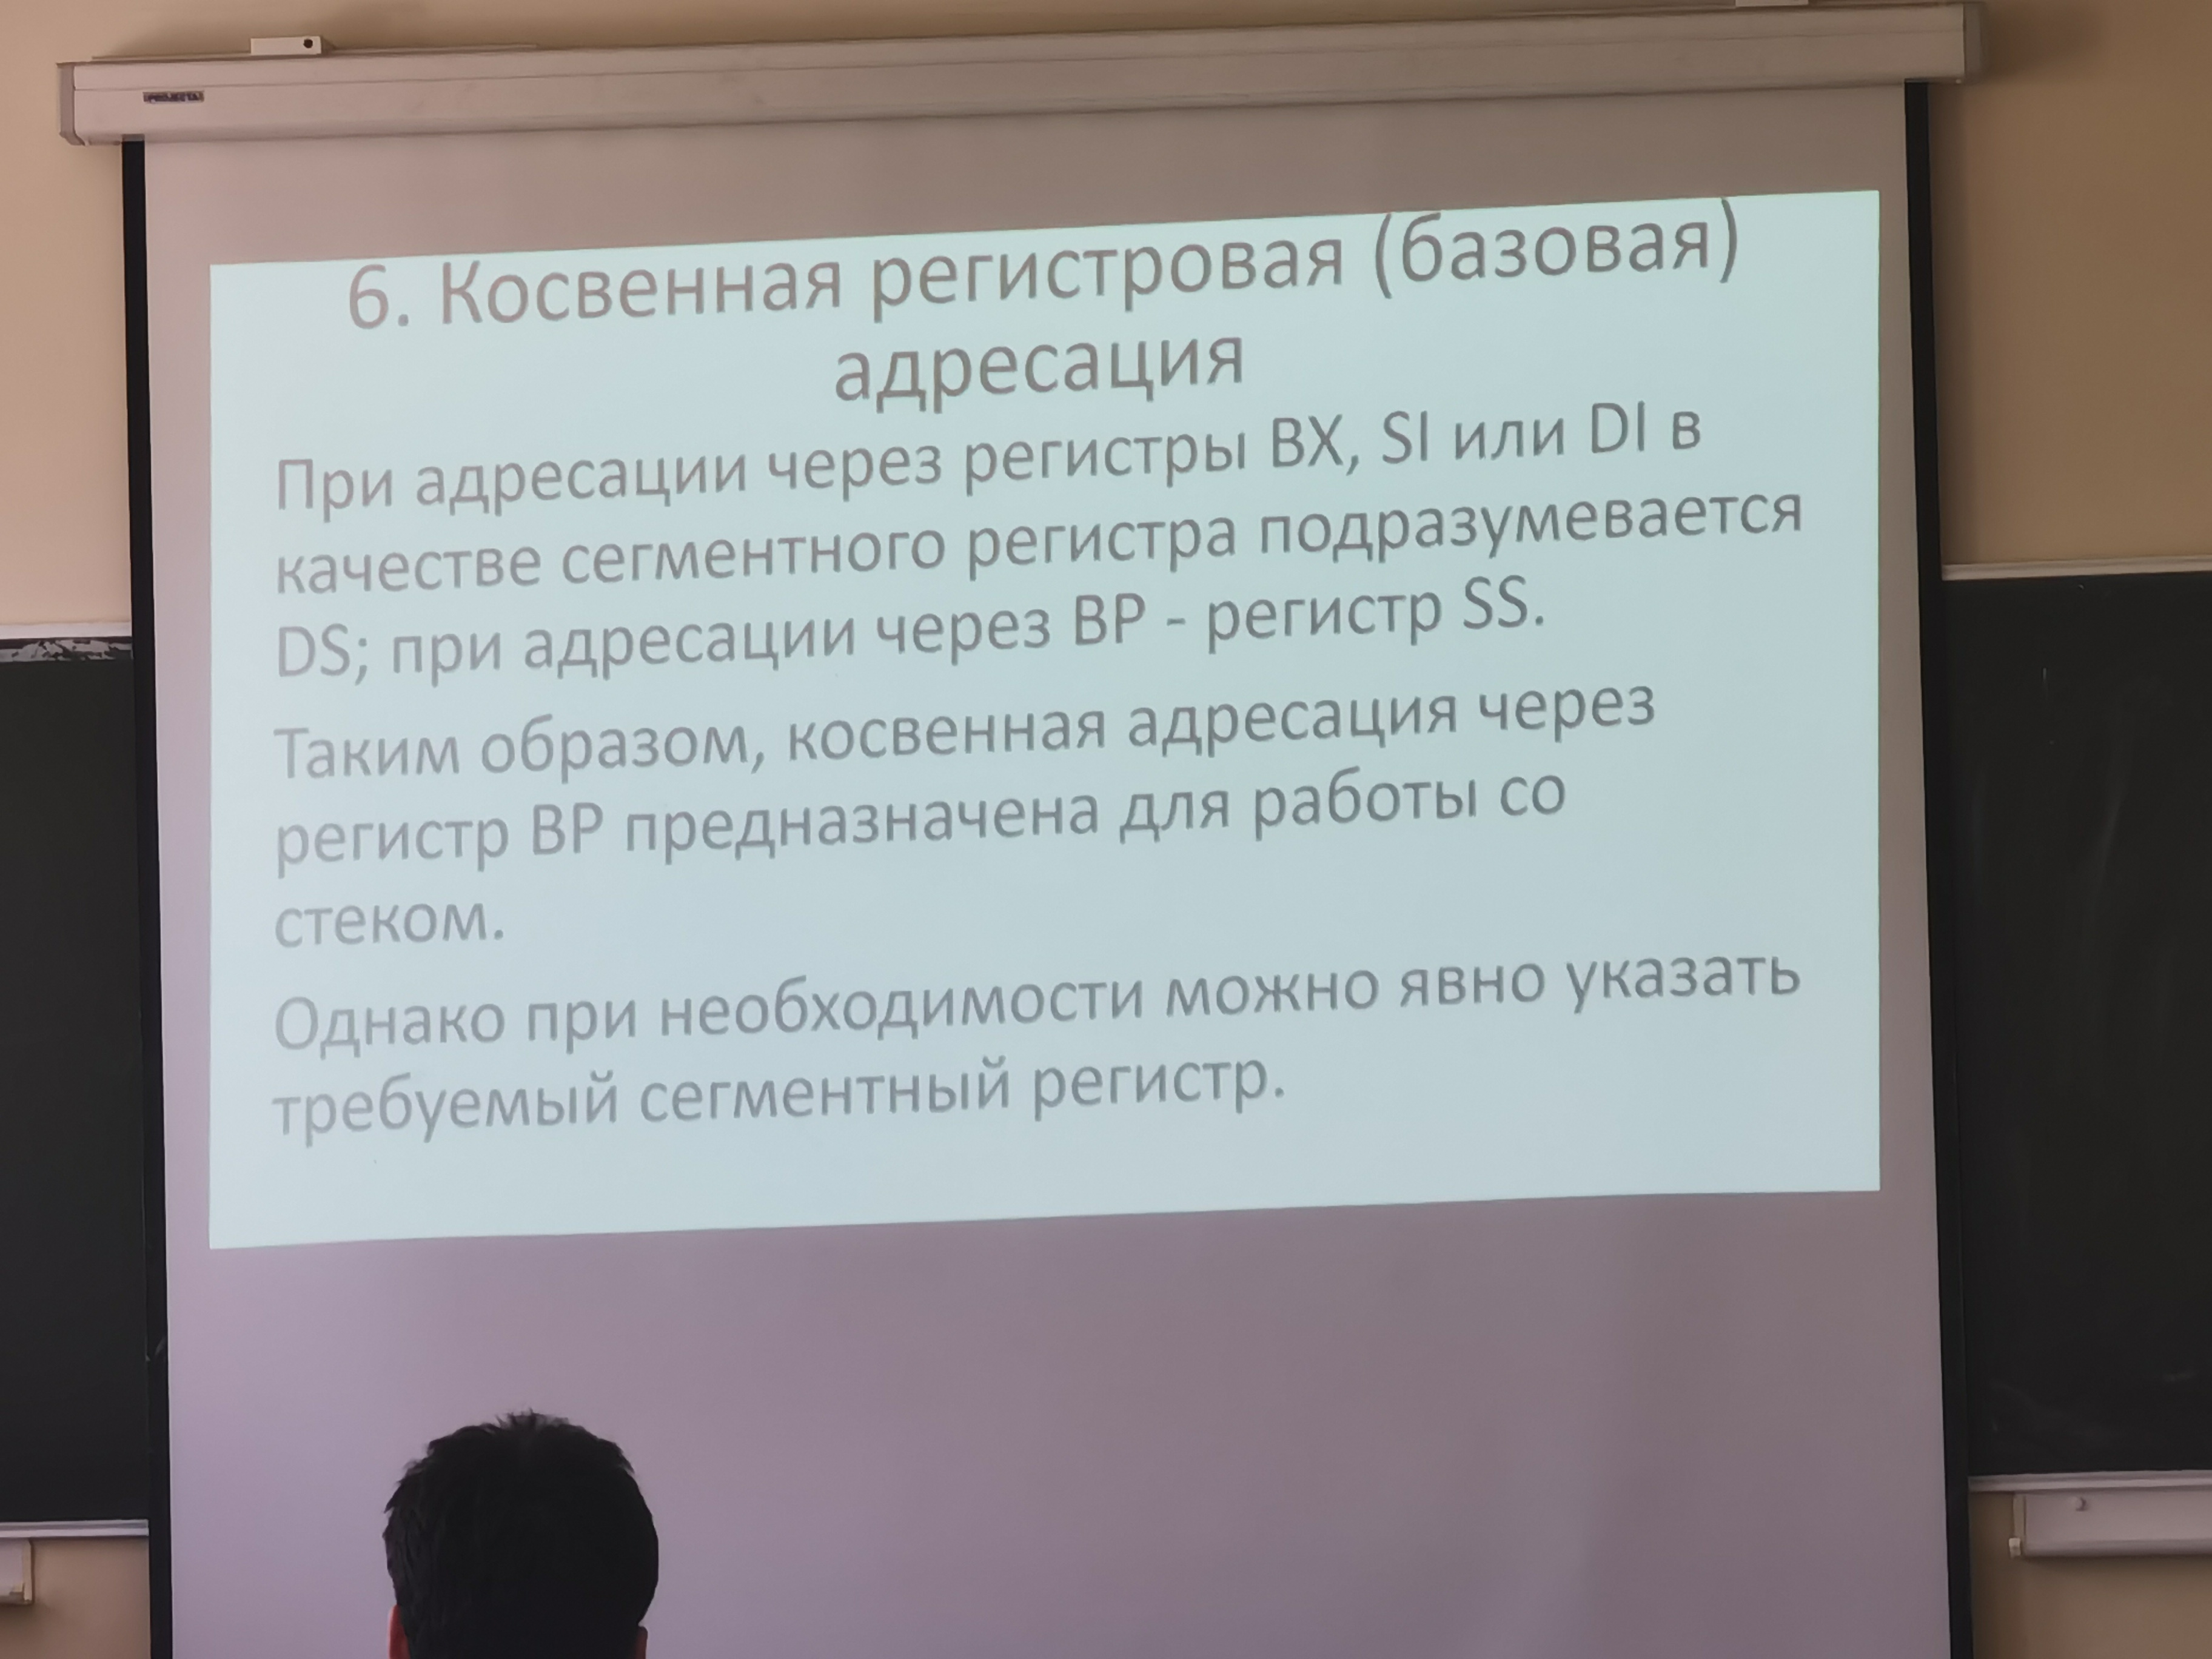 PROJECTA
6. Косвенная регистровая (базовая)
адресация
При адресации через регистры BX, SI или DI в
качестве сегментного регистра подразумевается
DS; при адресации через BP - регистр SS.
Таким образом, косвенная адресация через
регистр BP предназначена для работы со
стеком.
Однако при необходимости можно явно указать
требуемый сегментный регистр.